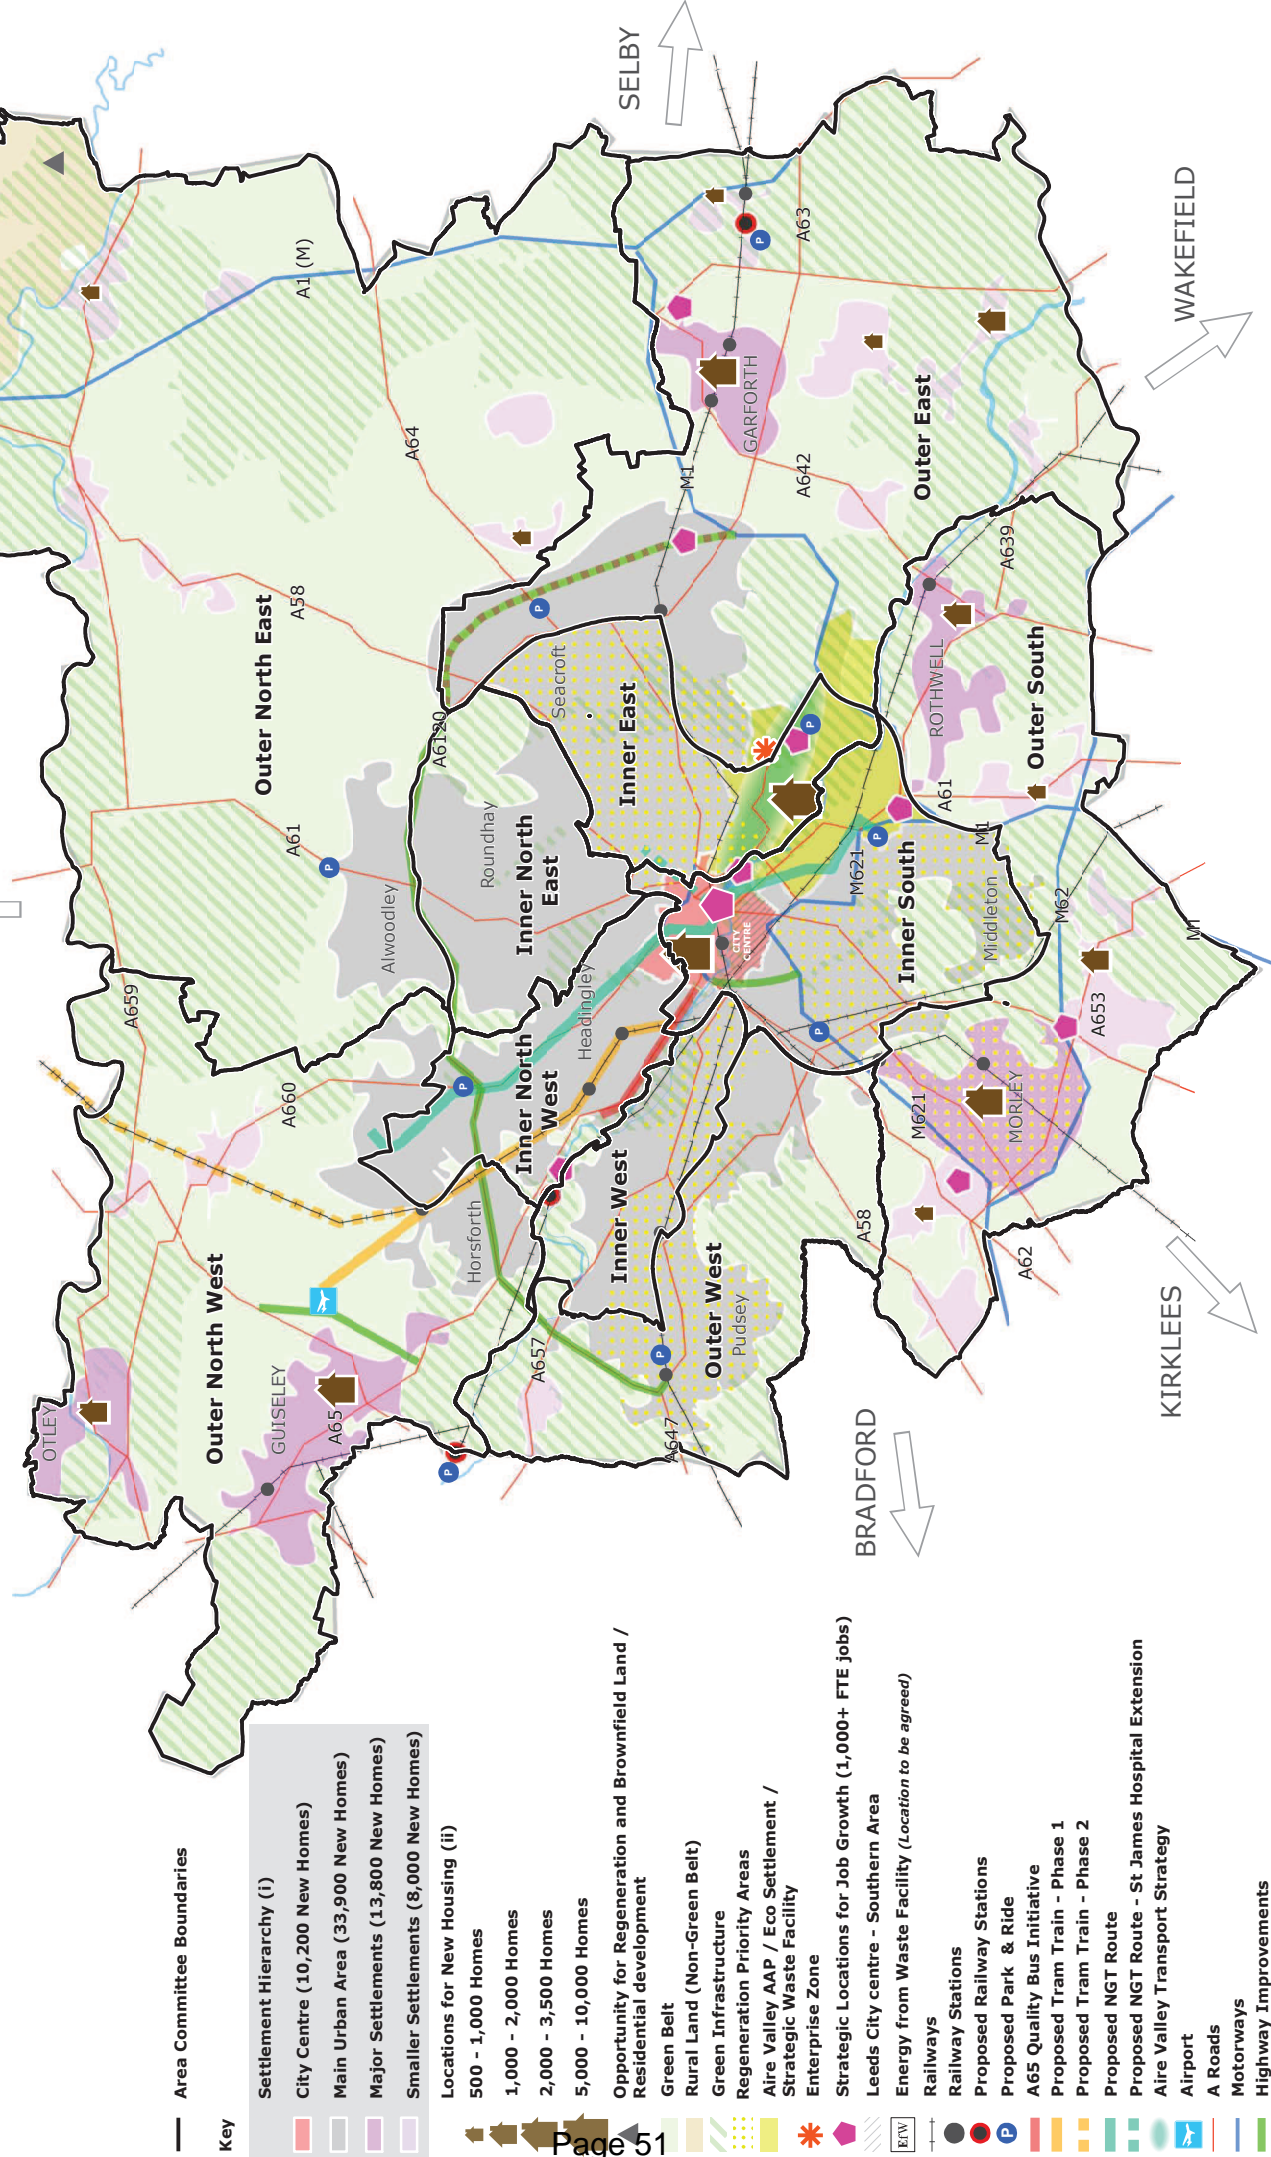 SELBY
WAKEFIELD
KIRKLEES
BRADFORD
Outer North East
Outer North West
Inner North
East
Inner North
West
Inner East
Inner West
Outer West
Inner South
Outer South
Outer East
OTLEY
GUISELEY
Horsforth
Headingley
Alwoodley
Roundhay
Seacroft
Pudsey
CITY
CENTRE
Middleton
MORLEY
ROTHWELL
GARFORTH
A1 (M)
A64
A58
A61
A659
A660
A6120
A65
A657
A647
A58
A62
M621
A653
M1
M62
M1
M621
A61
A639
A642
M1
A63
P
P
P
P
P
P
P
P
P
Key
Area Committee Boundaries
Settlement Hierarchy (i)
City Centre (10,200 New Homes)
Main Urban Area (33,900 New Homes)
Major Settlements (13,800 New Homes)
Smaller Settlements (8,000 New Homes)
Locations for New Housing (ii)
500 - 1,000 Homes
1,000 - 2,000 Homes
2,000 - 3,500 Homes
5,000 - 10,000 Homes
Opportunity for Regeneration and Brownfield Land /
Residential development
Green Belt
Rural Land (Non-Green Belt)
Green Infrastructure
Regeneration Priority Areas
Aire Valley AAP / Eco Settlement /
Strategic Waste Facility
Enterprise Zone
Strategic Locations for Job Growth (1,000+ FTE jobs)
Leeds City centre - Southern Area
EfW Energy from Waste Facility (Location to be agreed)
Railways
Railway Stations
Proposed Railway Stations
P Proposed Park & Ride
A65 Quality Bus Initiative
Proposed Tram Train - Phase 1
Proposed Tram Train - Phase 2
Proposed NGT Route
Proposed NGT Route - St James Hospital Extension
Aire Valley Transport Strategy
Airport
A Roads
Motorways
Highway Improvements
Page 51